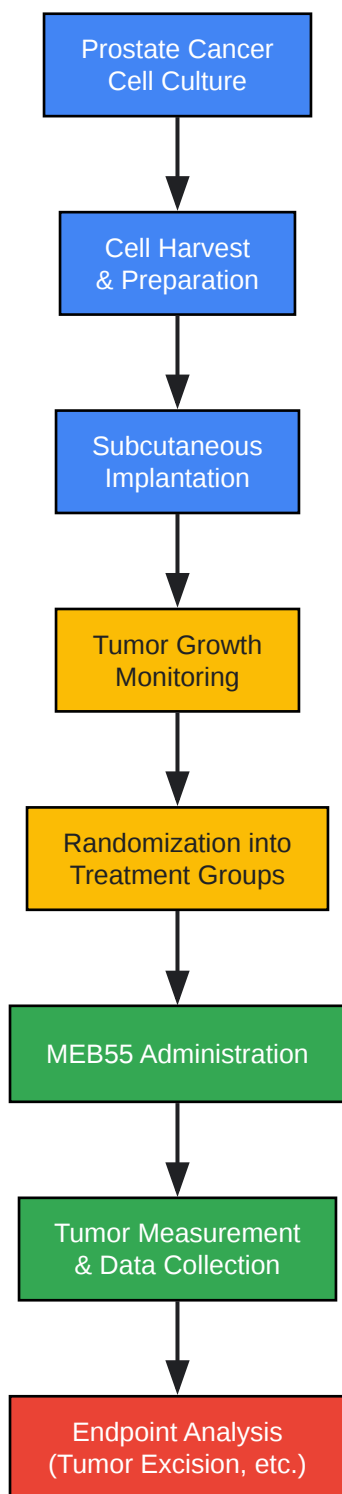 Prostate Cancer
Cell Culture
Cell Harvest
& Preparation
Subcutaneous
Implantation
Tumor Growth
Monitoring
Randomization into
Treatment Groups
MEB55 Administration
Tumor Measurement
& Data Collection
Endpoint Analysis
(Tumor Excision, etc.)